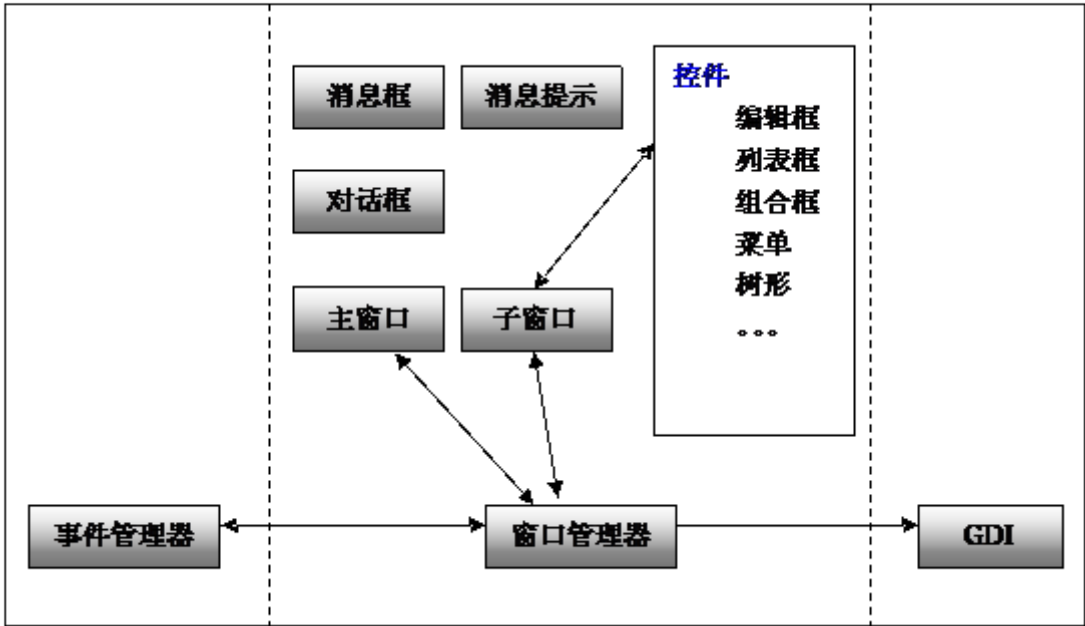 消息框
消息提示
控件
编辑框
列表框
组合框
菜单
树形
。。。
对话框
主窗口
子窗口
事件管理器
窗口管理器
GDI